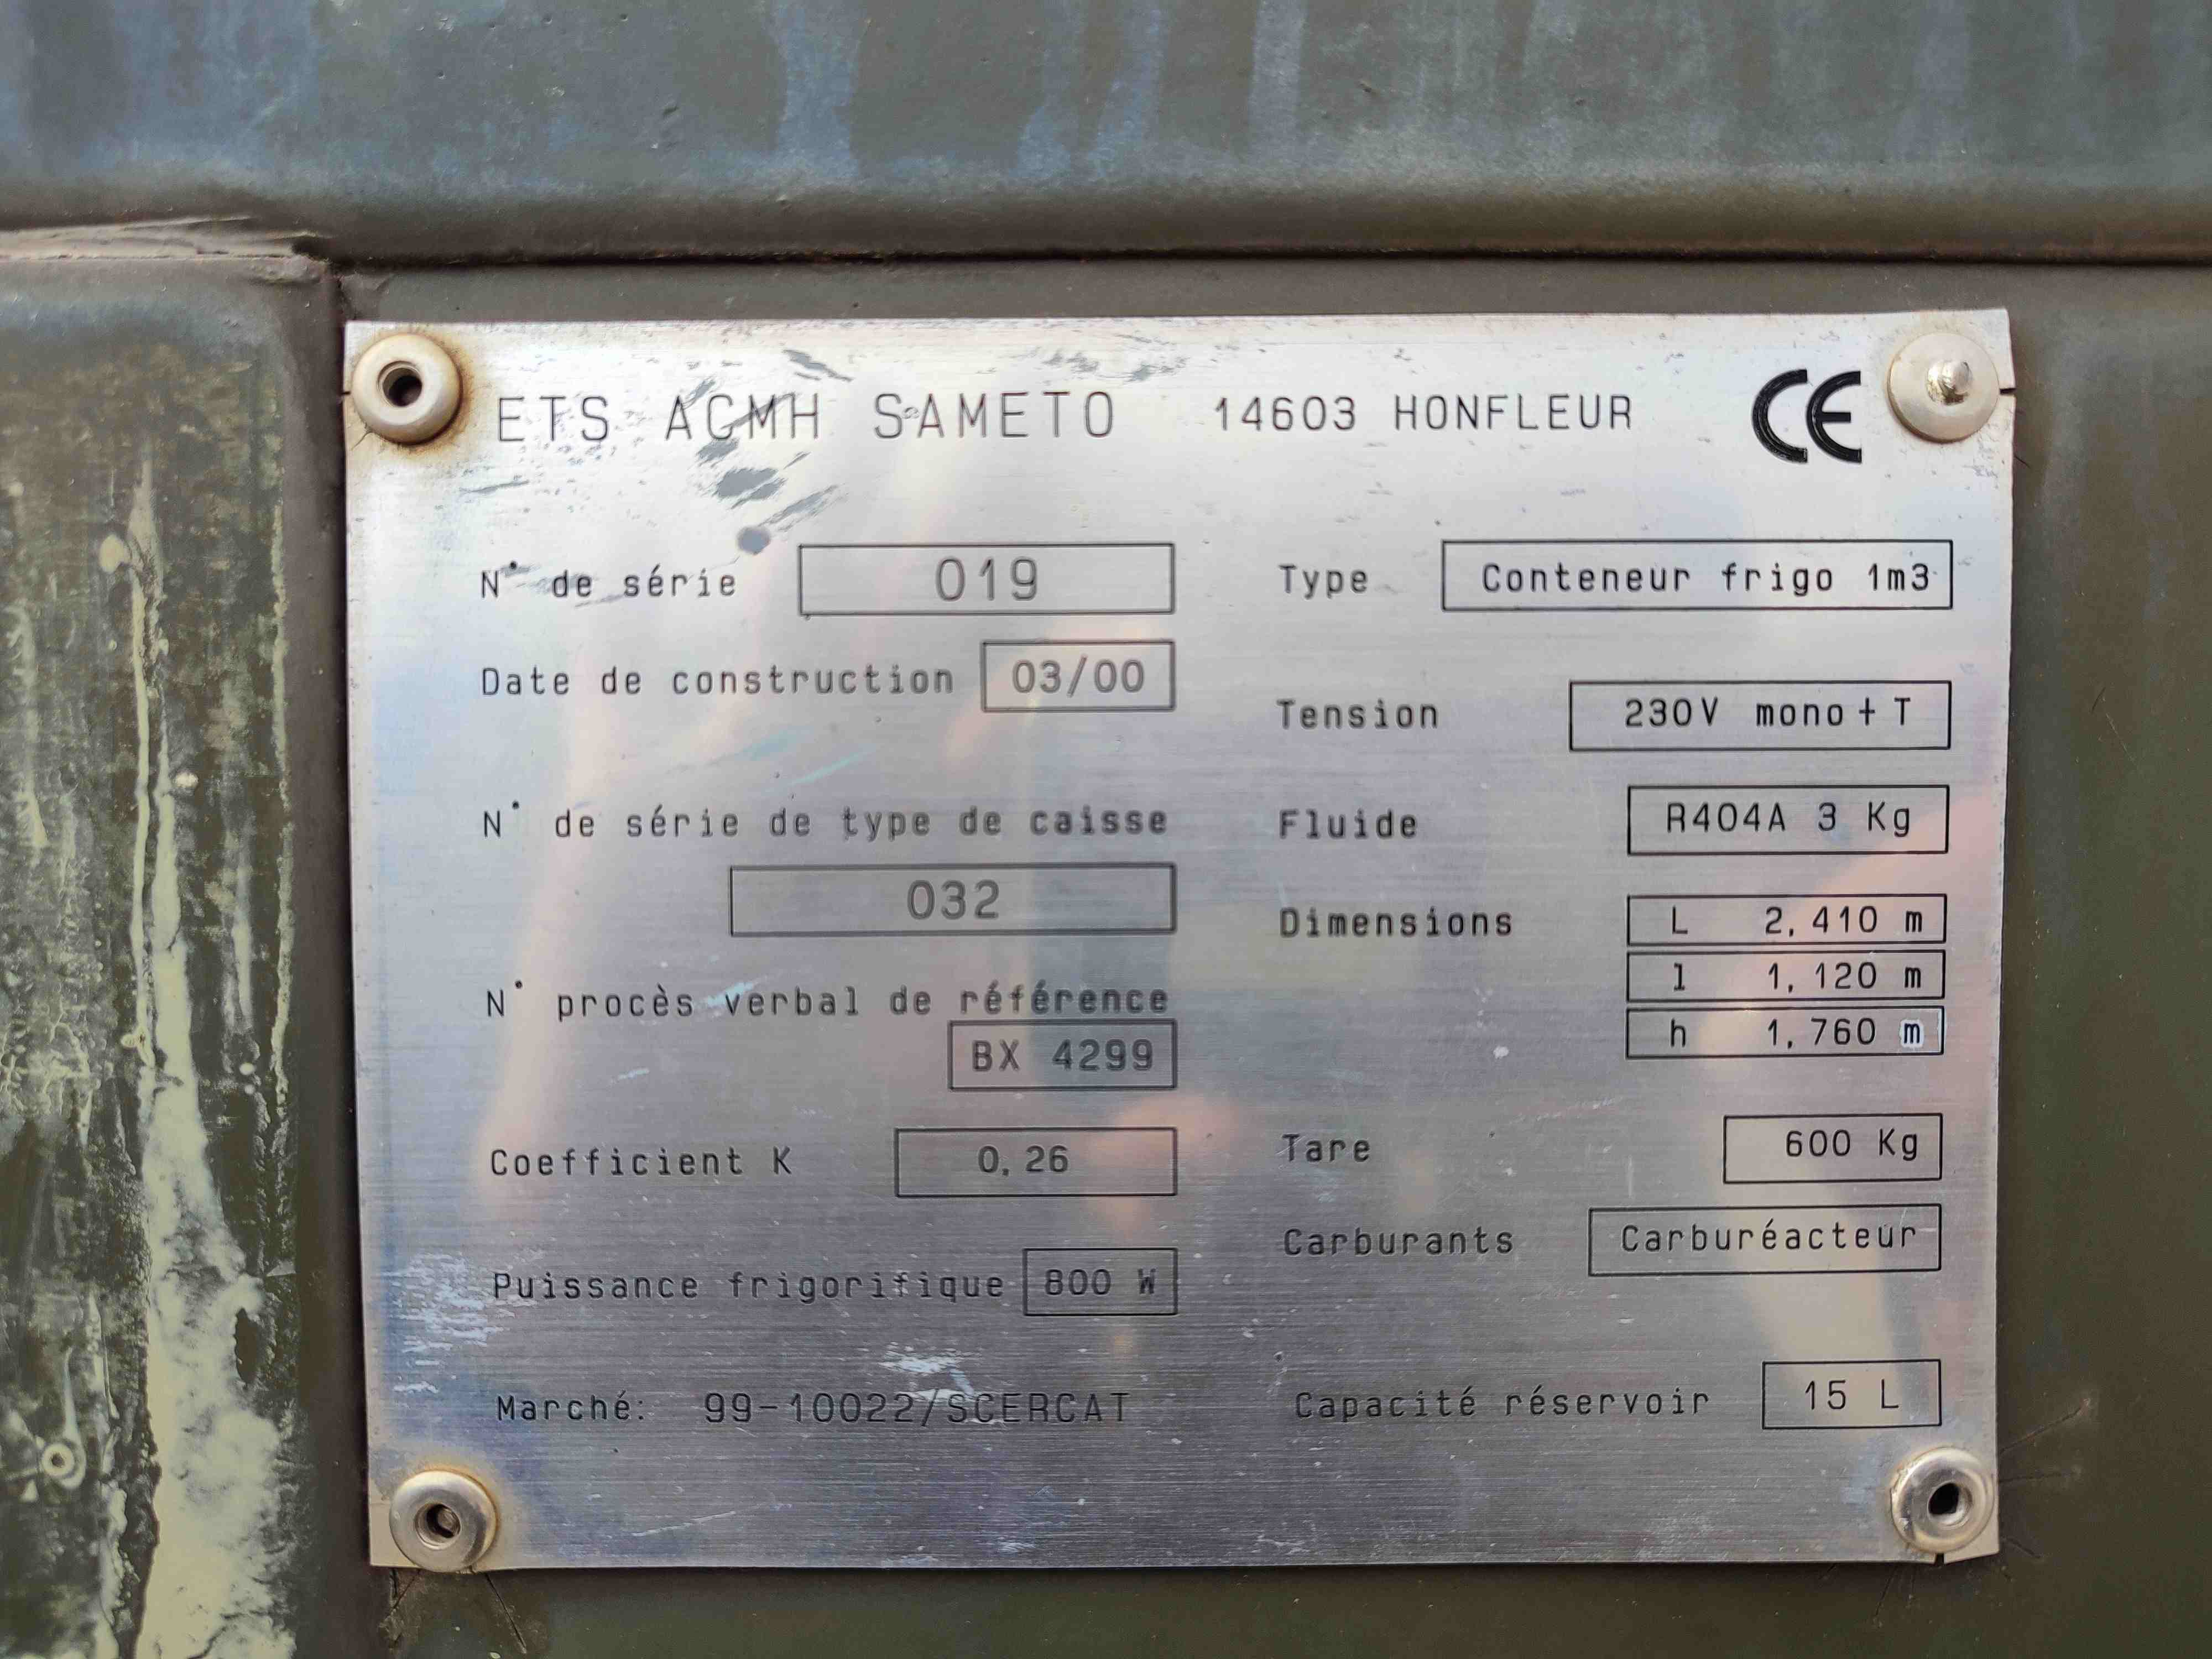 ETS ACMH SAMETO 14603 HONFLEUR CE
N° de série 019
Date de construction 03/00
N° de série de type de caisse
032
N° procès verbal de référence
BX 4299
Coefficient K 0,26
Puissance frigorifique 800 W
Marché: 99-10022/SCERCAT
Type Conteneur frigo 1m3
Tension 230V mono+T
Fluide R404A 3 Kg
Dimensions L 2,410 m
l 1,120 m
h 1,760 m
Tare 600 Kg
Carburants Carburéacteur
Capacité réservoir 15 L